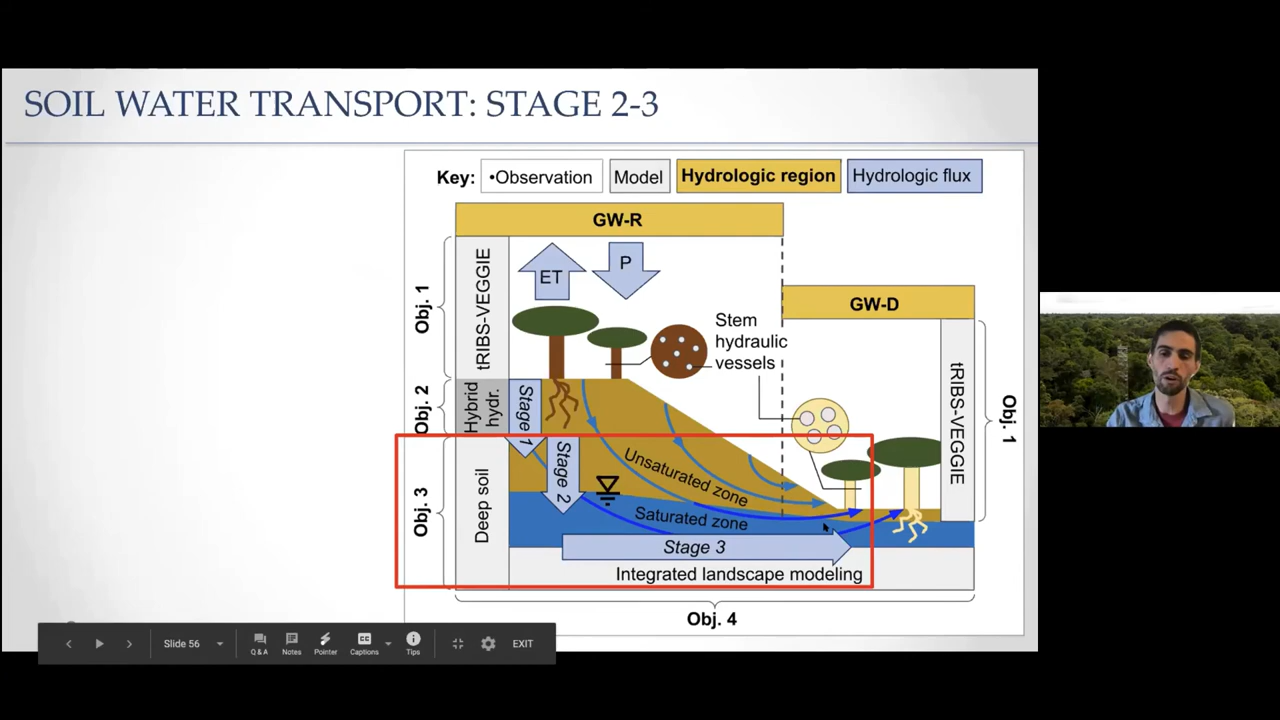 SOIL WATER TRANSPORT: STAGE 2-3
Key:
•Observation
Model
Hydrologic region
Hydrologic flux
GW-R
ET
P
tRIBS-VEGGIE
Obj. 1
Stem
hydraulic
vessels
GW-D
tRIBS-VEGGIE
Obj. 1
Obj. 2
Hybrid
hydr.
Stage 1
Obj. 3
Deep soil
Stage 2
Unsaturated zone
Saturated zone
Stage 3
Integrated landscape modeling
Obj. 4
Slide 56
Q & A
Notes
Pointer
CC
Captions
Tips
EXIT